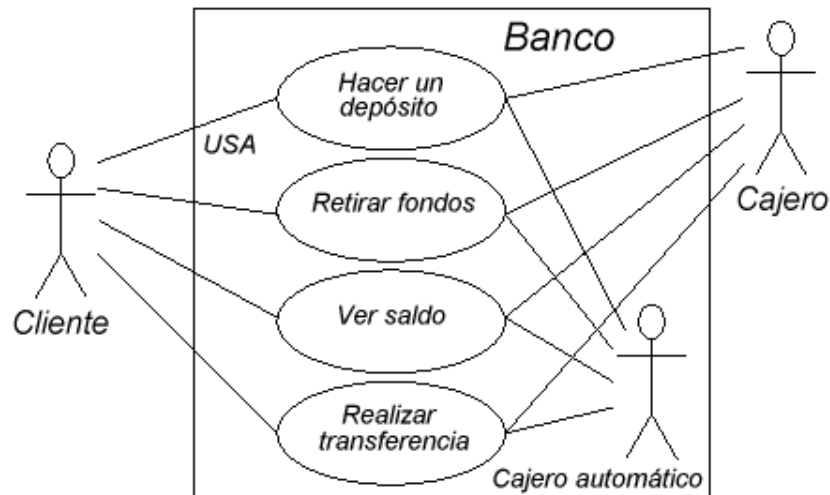 Banco
Hacer un
depósito
USA
Retirar fondos
Cajero
Ver saldo
Cliente
Realizar
transferencia
Cajero automático